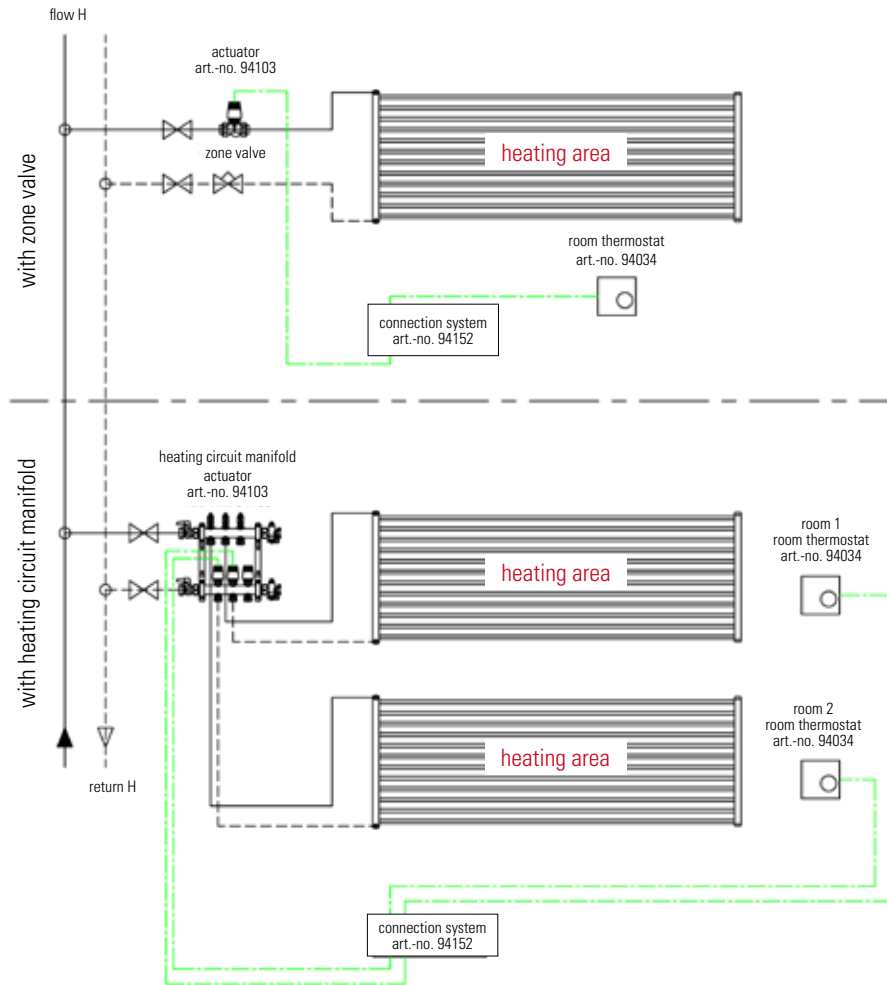 flow H
actuator
art.-no. 94103
zone valve
heating area
with zone valve
room thermostat
art.-no. 94034
connection system
art.-no. 94152
with heating circuit manifold
heating circuit manifold
actuator
art.-no. 94103
heating area
room 1
room thermostat
art.-no. 94034
heating area
room 2
room thermostat
art.-no. 94034
return H
connection system
art.-no. 94152